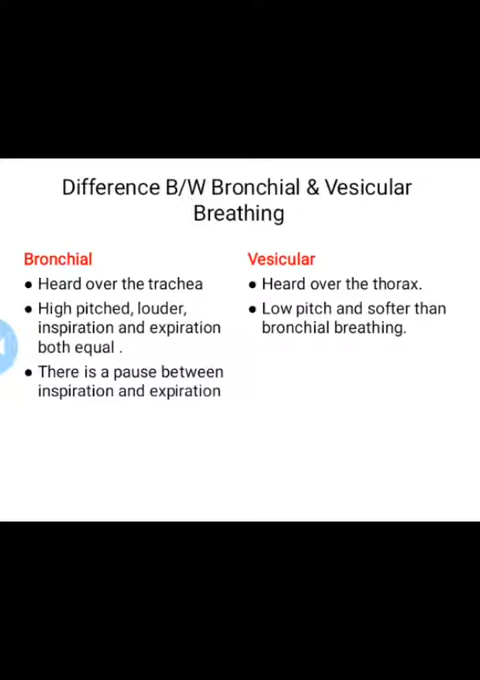 Difference B/W Bronchial & Vesicular
Breathing
Bronchial
● Heard over the trachea
● High pitched, louder,
inspiration and expiration
both equal .
● There is a pause between
inspiration and expiration
Vesicular
● Heard over the thorax.
● Low pitch and softer than
bronchial breathing.